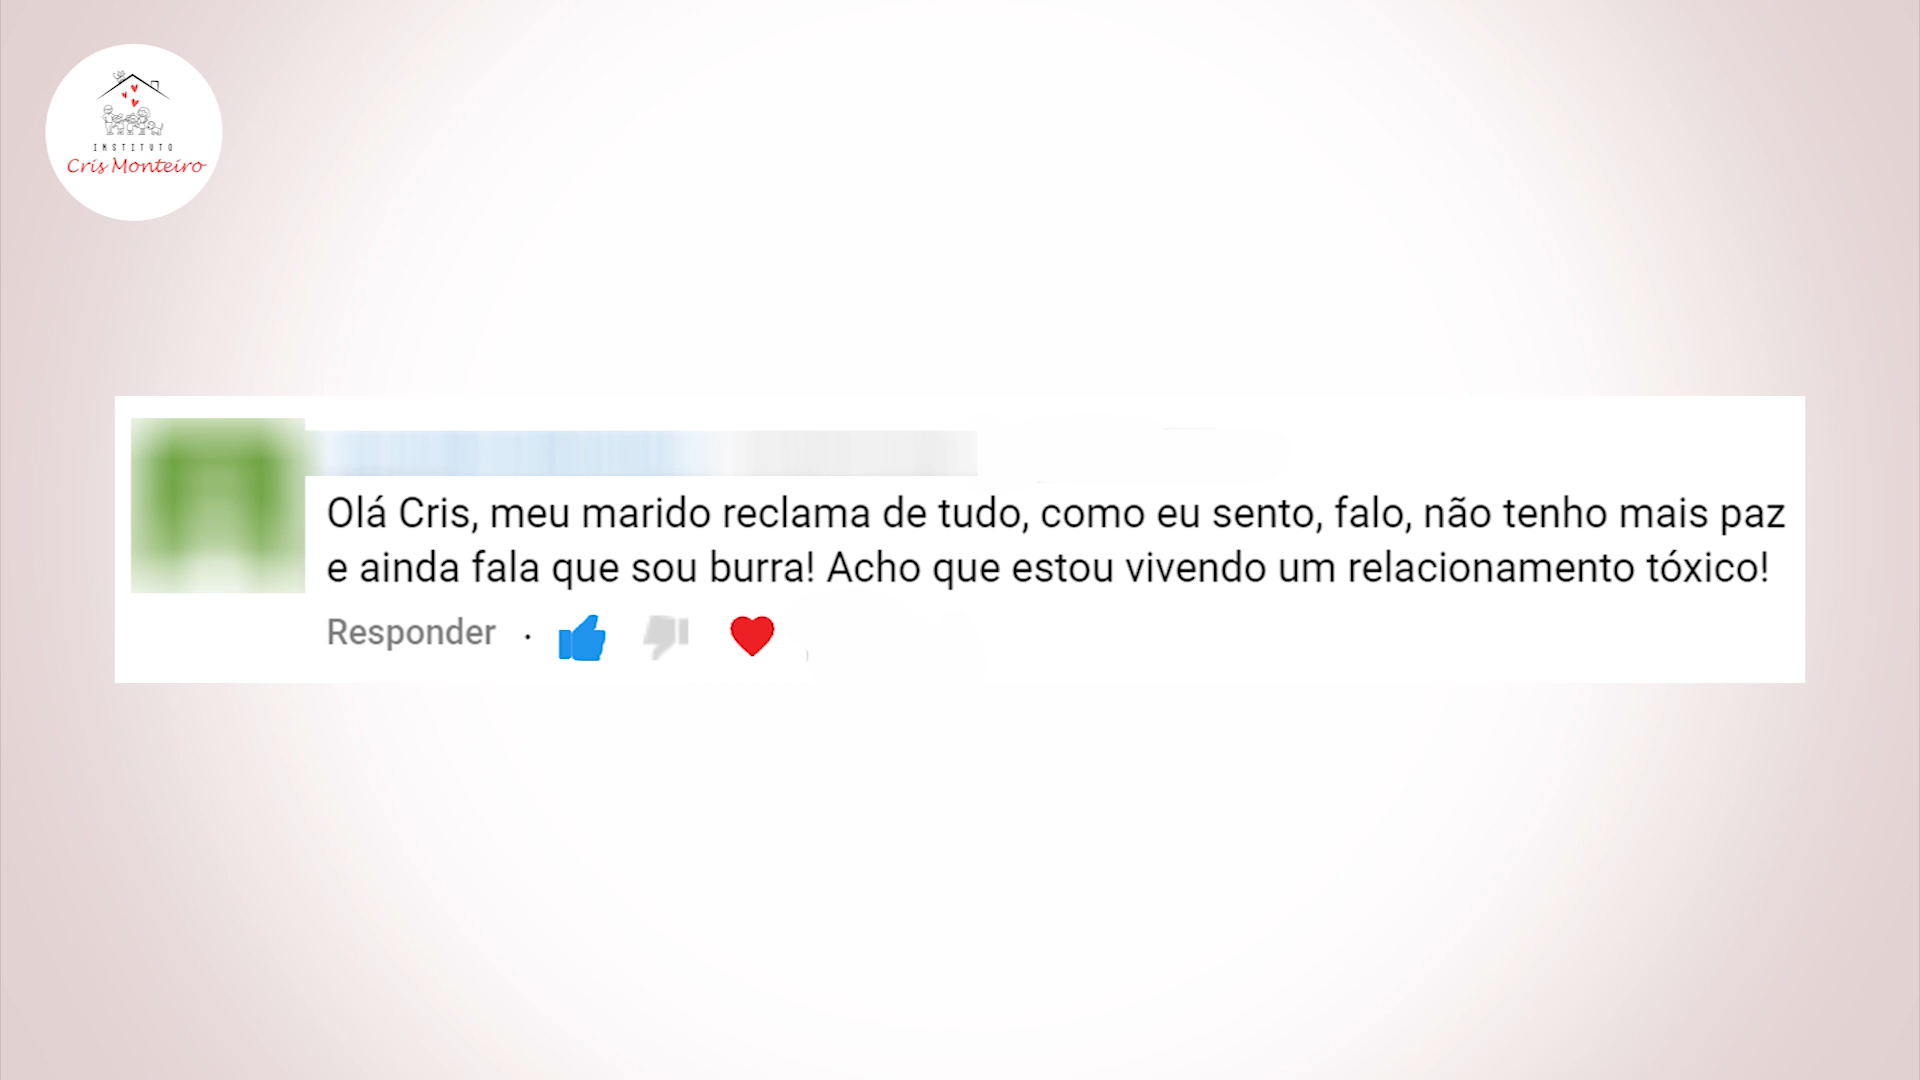 INSTITUTO
Cris Monteiro
Olá Cris, meu marido reclama de tudo, como eu sento, falo, não tenho mais paz
e ainda fala que sou burra! Acho que estou vivendo um relacionamento tóxico!
Responder